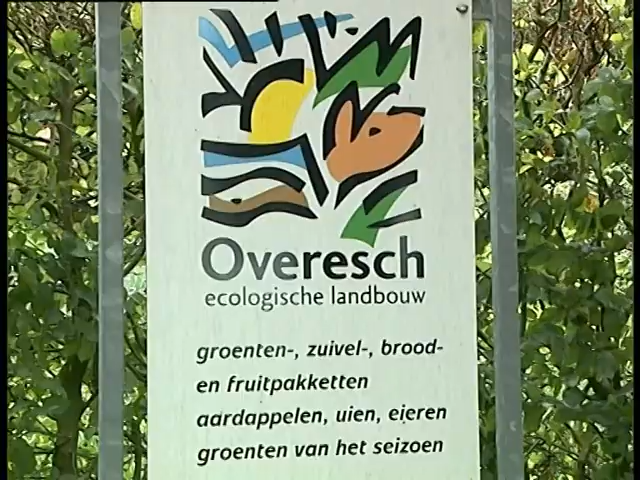 Overesch
ecologische landbouw
groenten-, zuivel-, brood-
en fruitpakketten
aardappelen, uien, eieren
groenten van het seizoen